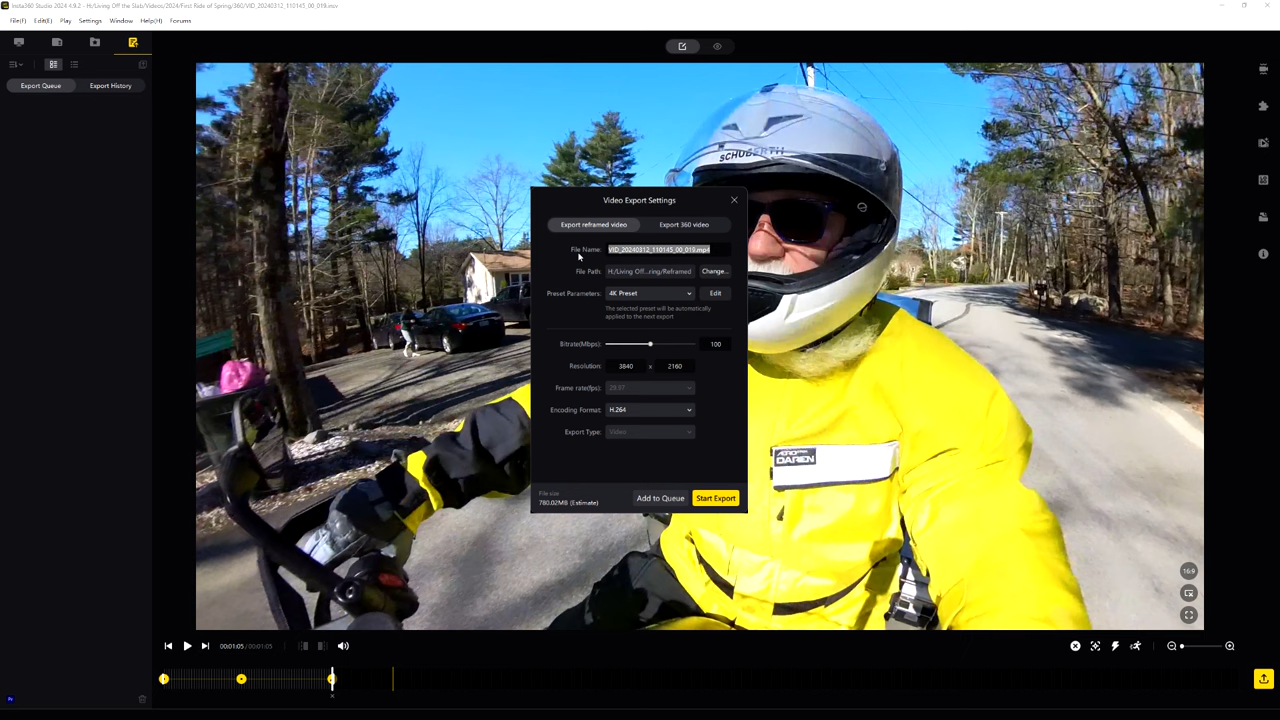 Insta360 Studio 2024 4.9.2 - H:/Living Off the Slab/Videos/2024/First Ride of Spring/360/VID_20240312_110145_00_019.insv
File(F) Edit(E) Play Settings Window Help(H) Forums
Export Queue Export History
SCHUBERTH
Video Export Settings
Export reframed video Export 360 video
File Name: VID_20240312_110145_00_019.mp4
File Path: H:/Living Off...ring/Reframed Change...
Preset Parameters: 4K Preset Edit
The selected preset will be automatically
applied to the next export
Bitrate(Mbps): 100
Resolution: 3840 x 2160
Frame rate(fps): 29.97
Encoding Format: H.264
Export Type: Video
AERO
DAREN
File size
780.02MB (Estimate) Add to Queue Start Export
16:9
00:01:05/00:01:05